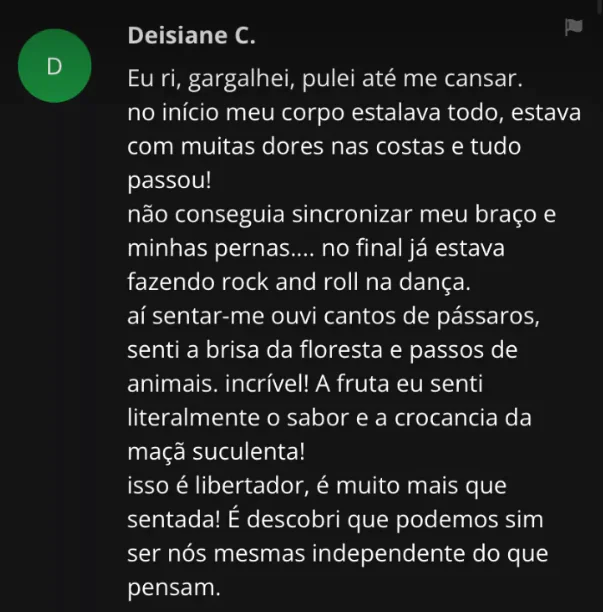 Deisiane C.
D
Eu ri, gargalhei, pulei até me cansar.
no início meu corpo estalava todo, estava
com muitas dores nas costas e tudo
passou!
não conseguia sincronizar meu braço e
minhas pernas.... no final já estava
fazendo rock and roll na dança.
aí sentar-me ouvi cantos de pássaros,
senti a brisa da floresta e passos de
animais. incrível! A fruta eu senti
literalmente o sabor e a crocancia da
maçã suculenta!
isso é libertador, é muito mais que
sentada! É descobri que podemos sim
ser nós mesmas independente do que
pensam.